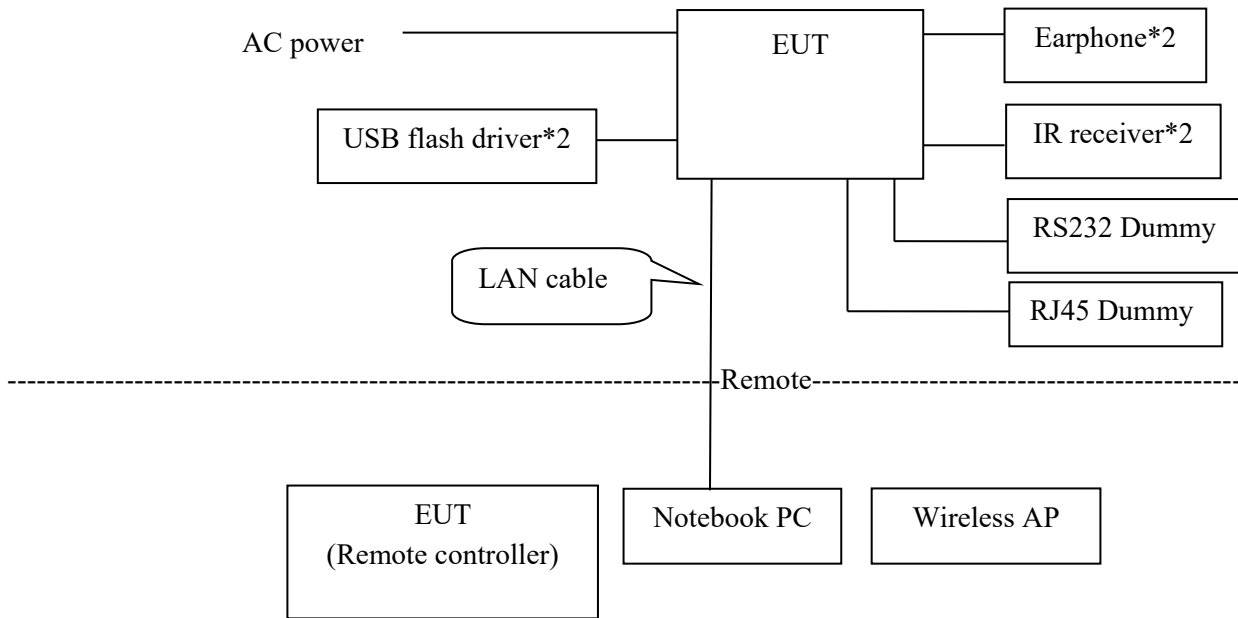 AC power
EUT
Earphone*2
USB flash driver*2
IR receiver*2
RS232 Dummy
LAN cable
RJ45 Dummy
Remote
EUT
(Remote controller)
Notebook PC
Wireless AP